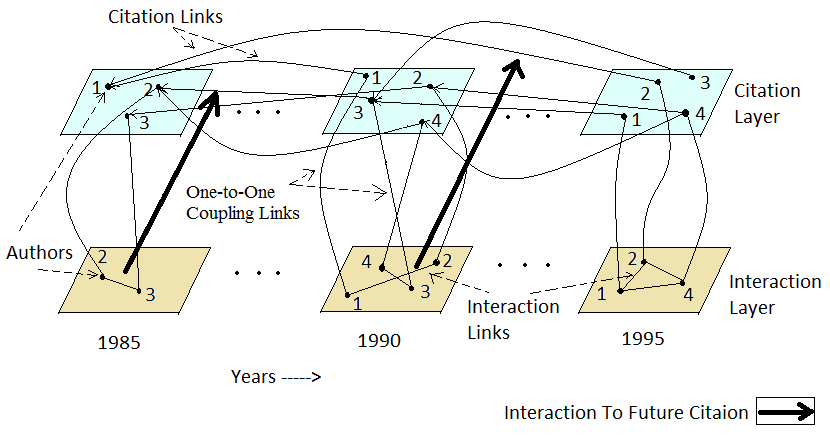 Citation Links
1
2
3
. . .
1
2
3
4
. . .
2
3
1
4
Citation
Layer
One-to-One
Coupling Links
Authors
2
3
. . .
4
2
1
3
. . .
2
1
4
Interaction
Links
Interaction
Layer
1985
1990
1995
Years ----->
Interaction To Future Citaion